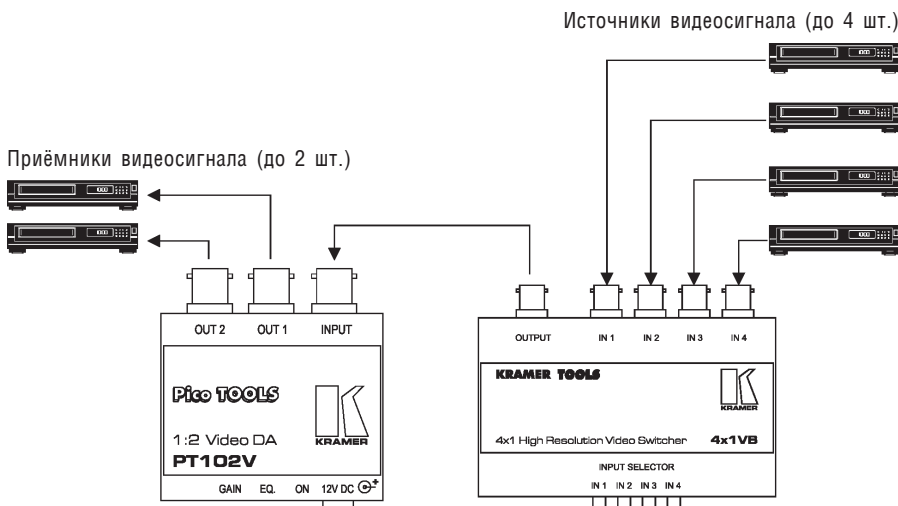 Источники видеосигнала (до 4 шт.)
Приёмники видеосигнала (до 2 шт.)
OUT 2 OUT 1 INPUT
Pico TOOLS
KRAMER
1:2 Video DA
PT102V
GAIN EQ. ON 12V DC +
OUTPUT IN 1 IN 2 IN 3 IN 4
KRAMER TOOLS
KRAMER
4x1 High Resolution Video Switcher 4x1VB
INPUT SELECTOR
IN 1 IN 2 IN 3 IN 4